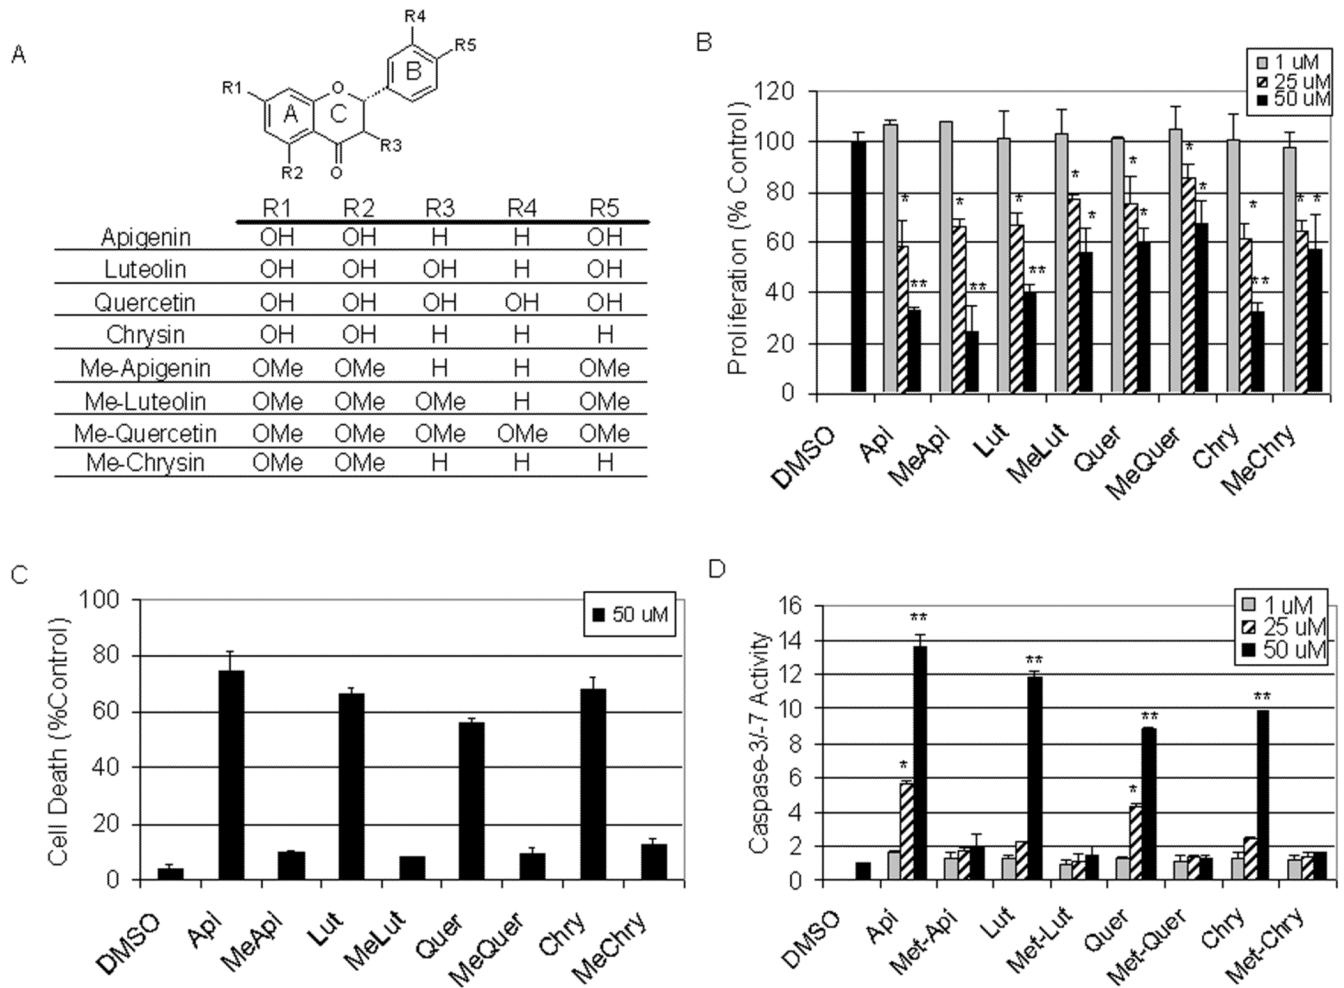 A
R4
R5
B
R1
O
A
C
R3
R2
O
R1 R2 R3 R4 R5
Apigenin OH OH H H OH
Luteolin OH OH OH H OH
Quercetin OH OH OH OH OH
Chrysin OH OH H H H
Me-Apigenin OMe OMe H H OMe
Me-Luteolin OMe OMe OMe H OMe
Me-Quercetin OMe OMe OMe OMe OMe
Me-Chrysin OMe OMe H H H
B
1 uM
25 uM
50 uM
Proliferation (% Control)
120
100
80
60
40
20
0
* ** * ** * ** * * * * * * * ** * *
DMSO Api MeApi Lut MeLut Quer MeQuer Chry MeChry
C
50 uM
Cell Death (%Control)
100
80
60
40
20
0
DMSO Api MeApi Lut MeLut Quer MeQuer Chry MeChry
D
1 uM
25 uM
50 uM
Caspase-3/-7 Activity
16
14
12
10
8
6
4
2
0
* ** ** * ** **
DMSO Api Met-Api Lut Met-Lut Quer Met-Quer Chry Met-Chry